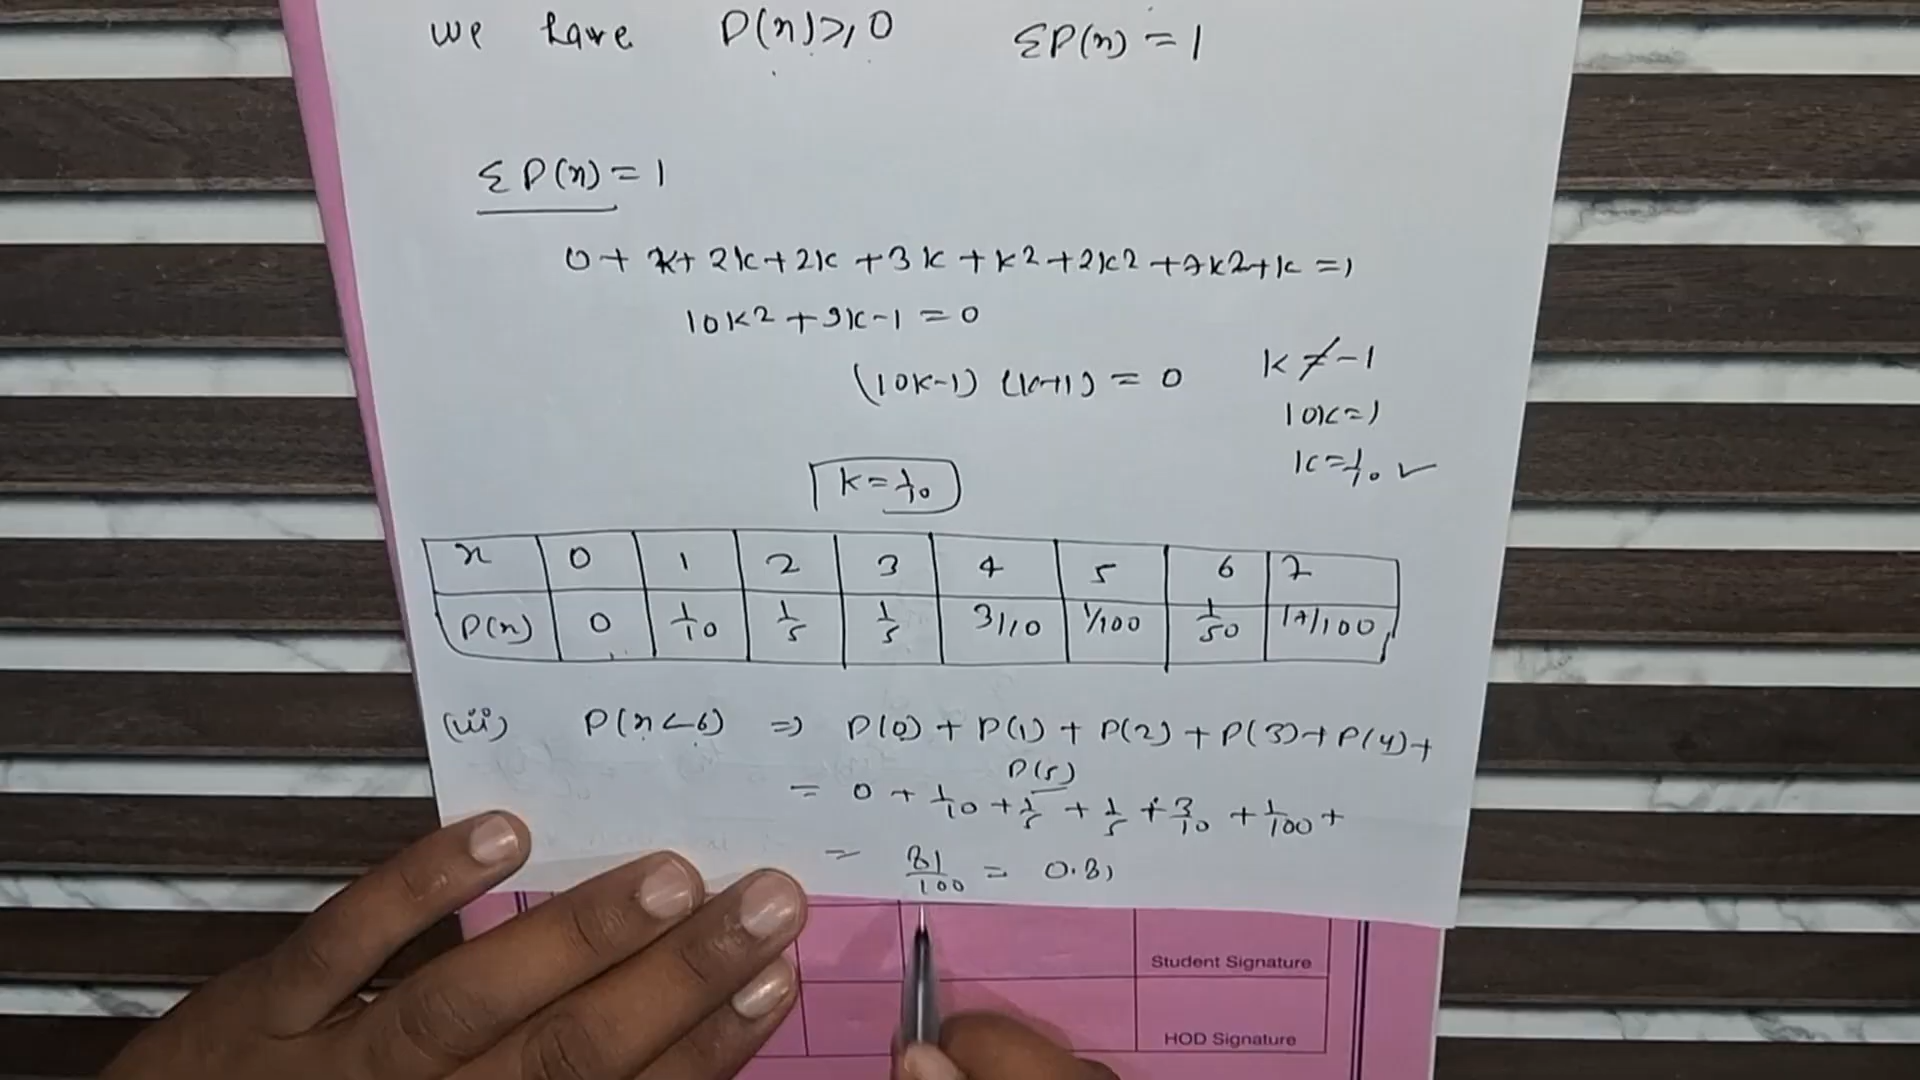 we have P(x)≥0 ΣP(x) = 1
ΣP(x) = 1
0 + k + 2k + 2k + 3k + k2 + 2k2 + 7k2 + k = 1
10k2 + 9k - 1 = 0
(10k-1) (k+1) = 0 k ≠ -1
10k = 1
k = 1/10 ✓
k = 1/10
x 0 1 2 3 4 5 6 7
P(x) 0 1/10 1/5 1/5 3/10 1/100 1/50 17/100
(iii) P(x<6) => P(0) + P(1) + P(2) + P(3) + P(4) +
P(5)
= 0 + 1/10 + 1/5 + 1/5 + 3/10 + 1/100 +
= 81/100 = 0.81
Student Signature
HOD Signature